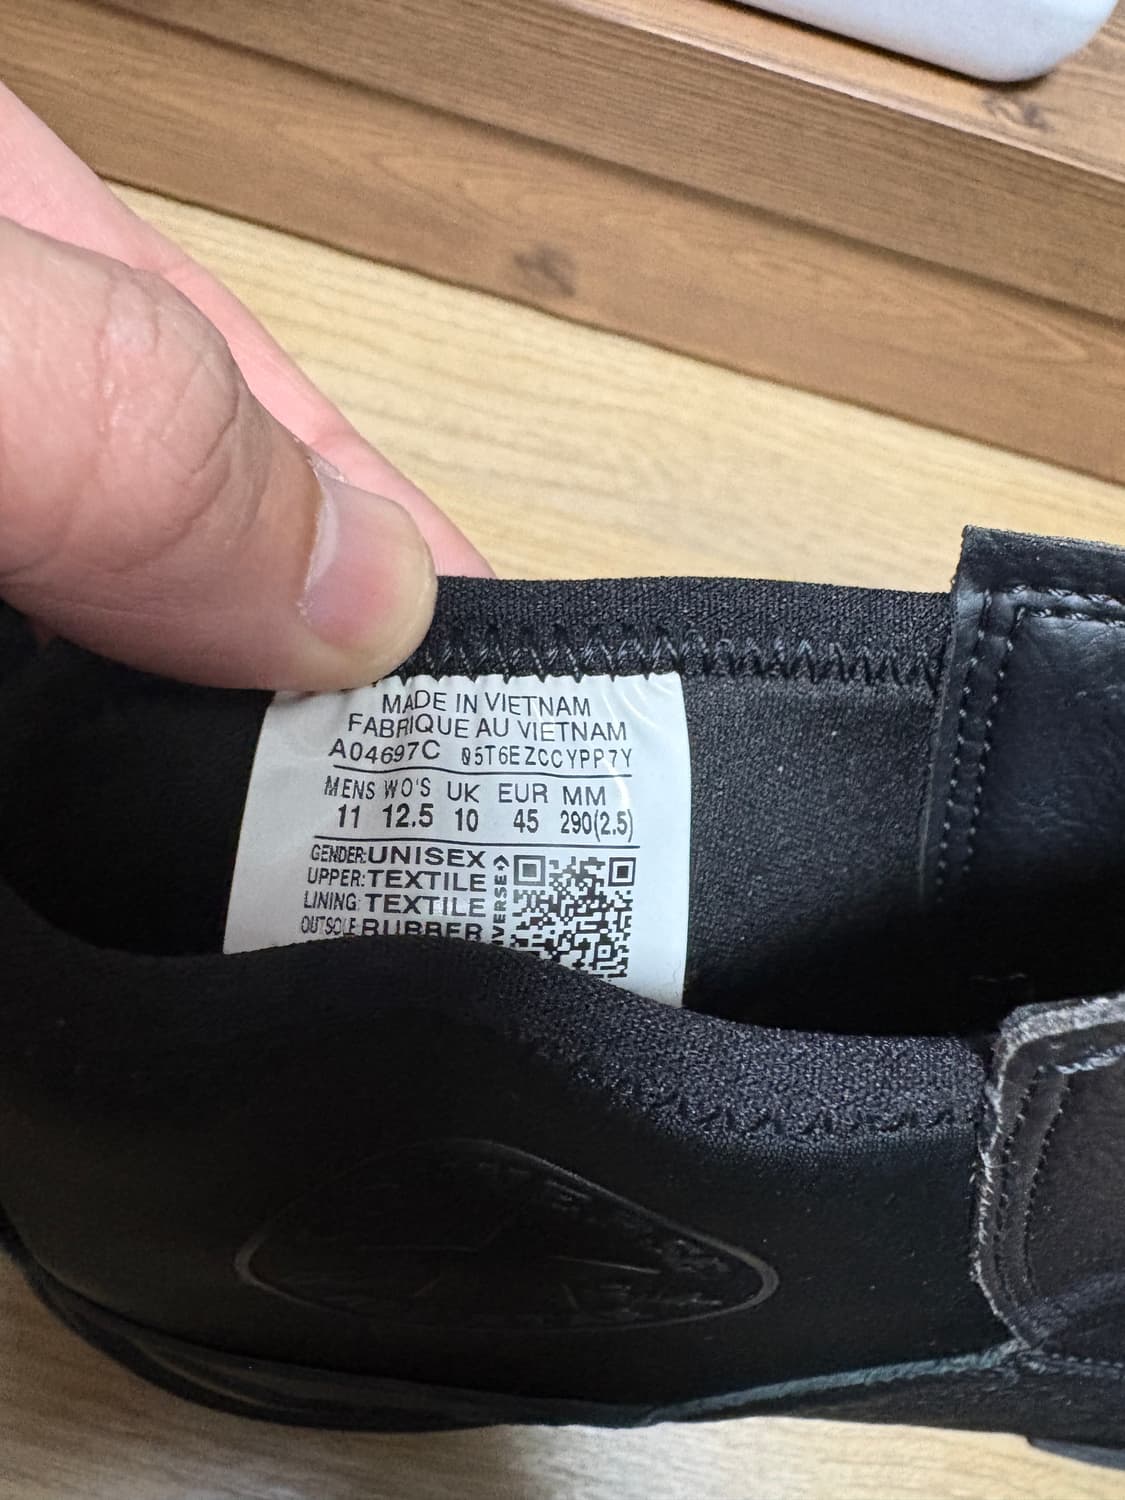 MADE IN VIETNAM
FABRIQUE AU VIETNAM
A04697C 05T6EZCCYPP7Y
MENS WO'S UK EUR MM
11 12.5 10 45 290(2.5)
GENDER:UNISEX
UPPER:TEXTILE
LINING:TEXTILE
OUTSOLE:RUBBER